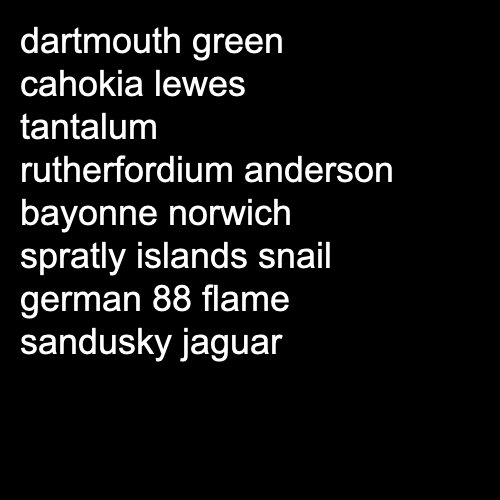 dartmouth green
cahokia lewes
tantalum
rutherfordium anderson
bayonne norwich
spratly islands snail
german 88 flame
sandusky jaguar